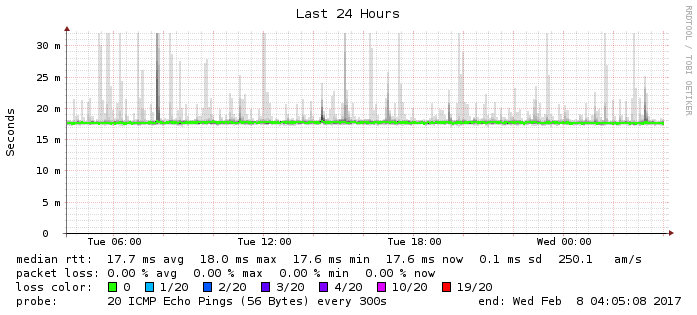 Last 24 Hours
RRDTOOL / TOBI OETIKER
Seconds
30 m
25 m
20 m
15 m
10 m
5 m
0
Tue 06:00 Tue 12:00 Tue 18:00 Wed 00:00
median rtt: 17.7 ms avg 18.0 ms max 17.6 ms min 17.6 ms now 0.1 ms sd 250.1 am/s
packet loss: 0.00 % avg 0.00 % max 0.00 % min 0.00 % now
loss color: 0 1/20 2/20 3/20 4/20 10/20 19/20
probe: 20 ICMP Echo Pings (56 Bytes) every 300s end: Wed Feb 8 04:05:08 2017